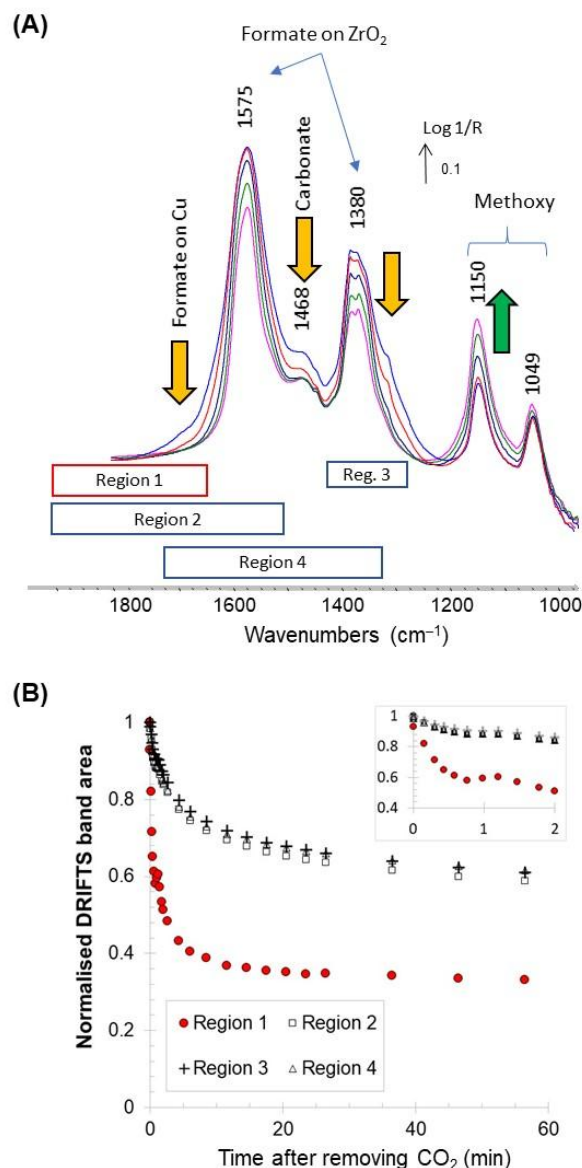 (A)
Formate on ZrO2
1575
Formate on Cu
Carbonate
1468
1380
Log 1/R
0.1
Methoxy
1150
1049
Region 1
Reg. 3
Region 2
Region 4
1800 1600 1400 1200 1000
Wavenumbers (cm–1)
(B)
Normalised DRIFTS band area
1
0.8
0.6
0.4
0.2
0
1
0.8
0.6
0.4
0 1 2
Region 1 Region 2
Region 3 Region 4
0 20 40 60
Time after removing CO2 (min)